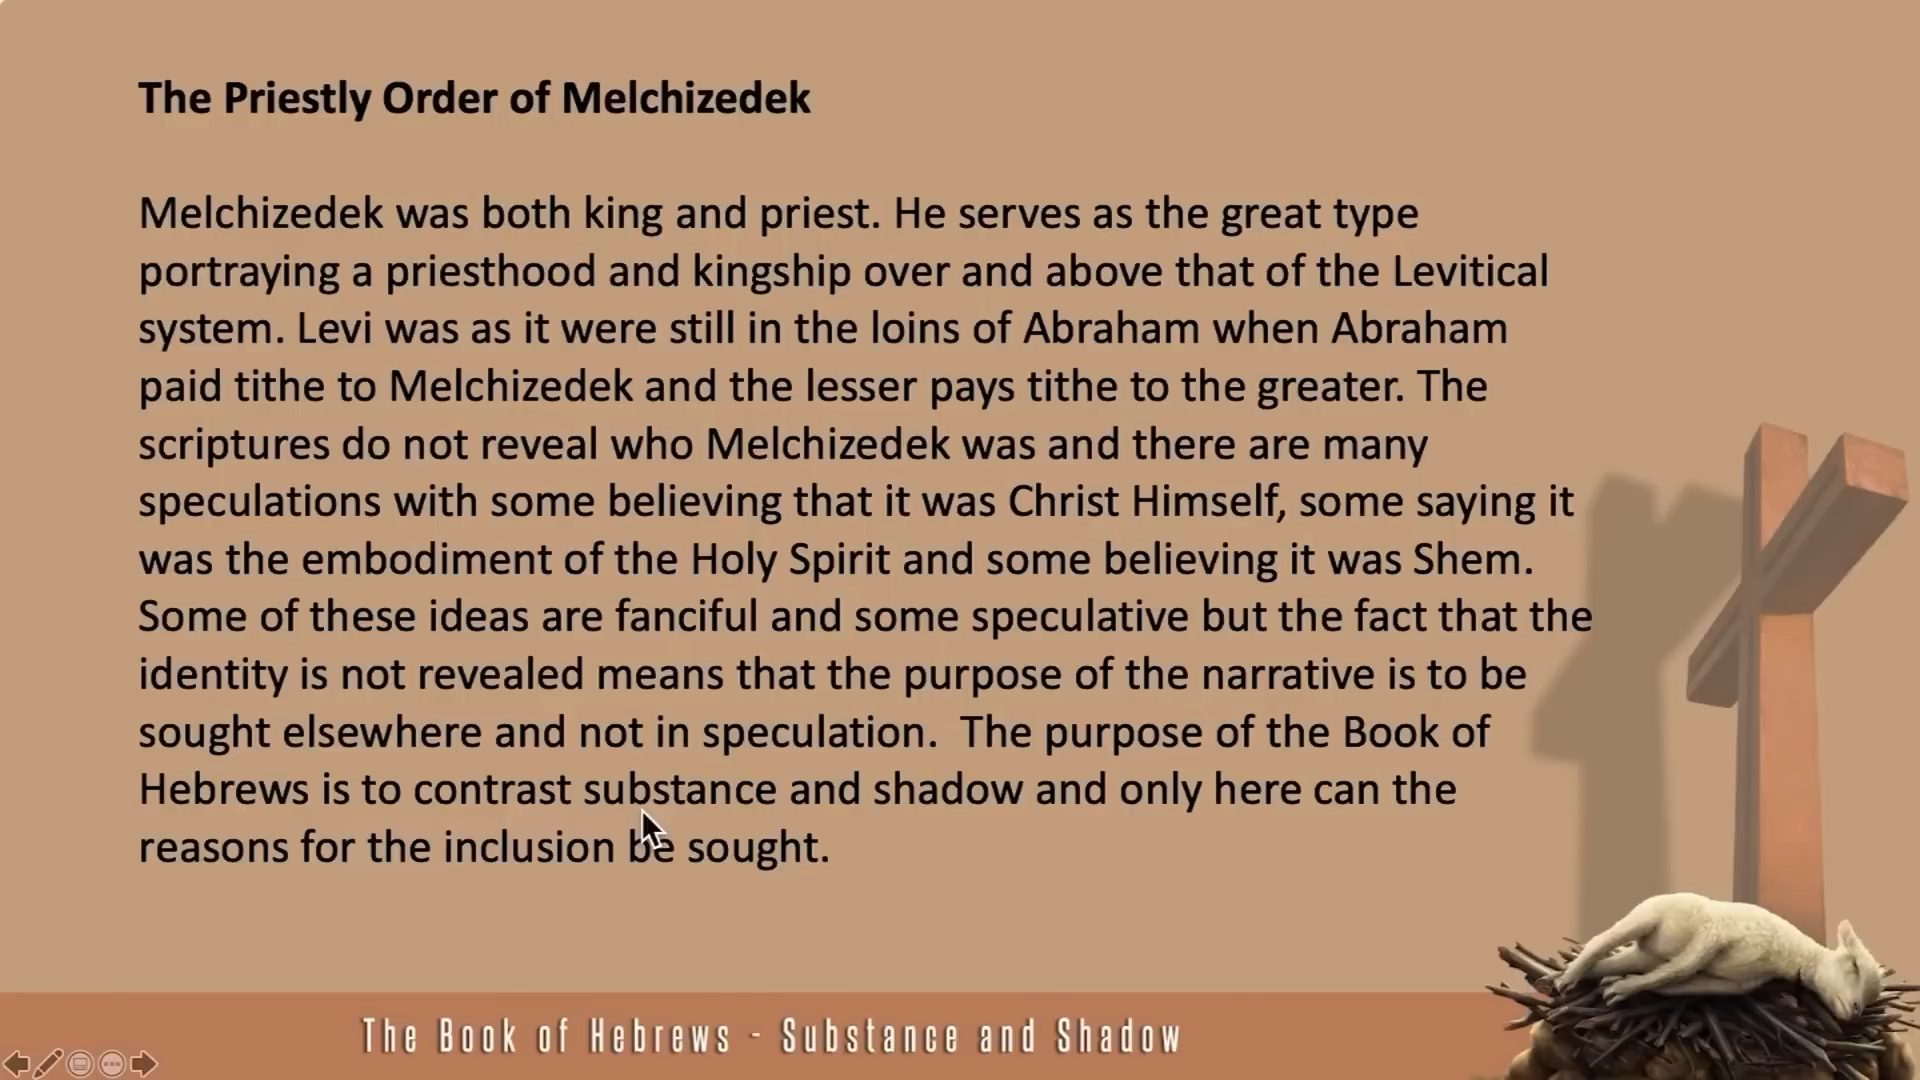 The Priestly Order of Melchizedek
Melchizedek was both king and priest. He serves as the great type
portraying a priesthood and kingship over and above that of the Levitical
system. Levi was as it were still in the loins of Abraham when Abraham
paid tithe to Melchizedek and the lesser pays tithe to the greater. The
scriptures do not reveal who Melchizedek was and there are many
speculations with some believing that it was Christ Himself, some saying it
was the embodiment of the Holy Spirit and some believing it was Shem.
Some of these ideas are fanciful and some speculative but the fact that the
identity is not revealed means that the purpose of the narrative is to be
sought elsewhere and not in speculation.  The purpose of the Book of
Hebrews is to contrast substance and shadow and only here can the
reasons for the inclusion be sought.
The Book of Hebrews - Substance and Shadow